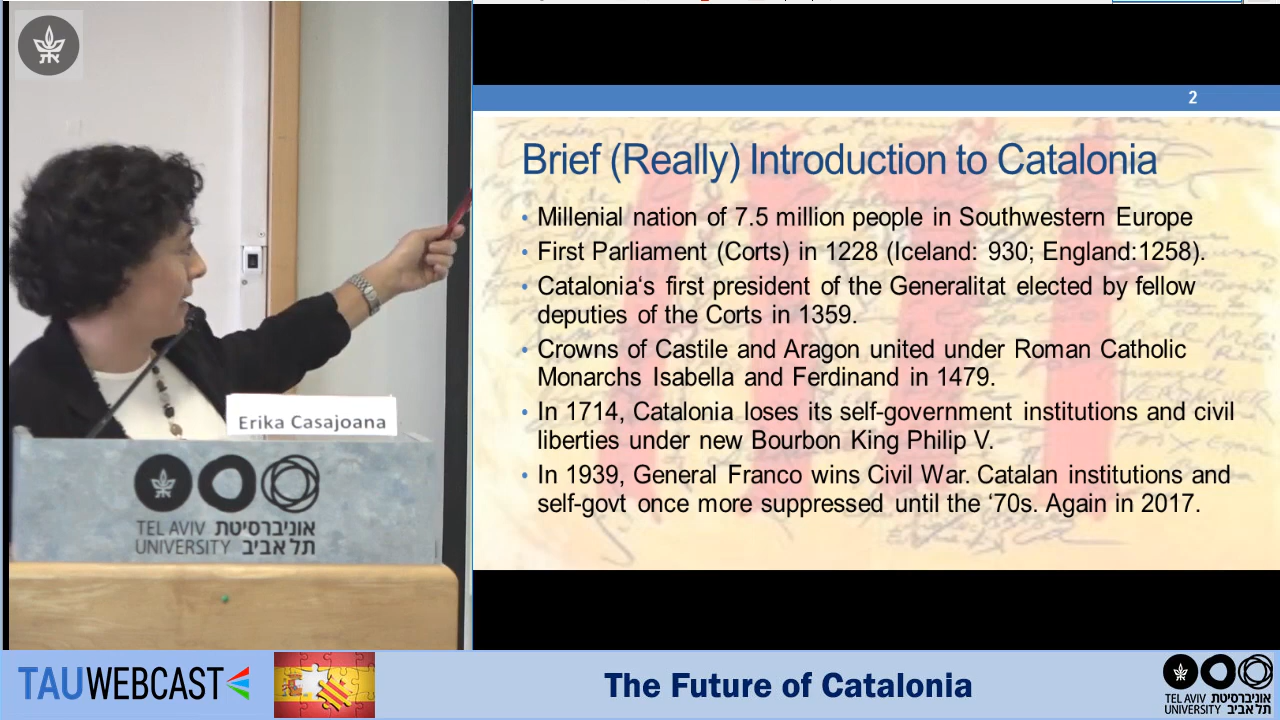 2
Brief (Really) Introduction to Catalonia
• Millenial nation of 7.5 million people in Southwestern Europe
• First Parliament (Corts) in 1228 (Iceland: 930; England:1258).
• Catalonia‘s first president of the Generalitat elected by fellow
deputies of the Corts in 1359.
• Crowns of Castile and Aragon united under Roman Catholic
Monarchs Isabella and Ferdinand in 1479.
• In 1714, Catalonia loses its self-government institutions and civil
liberties under new Bourbon King Philip V.
• In 1939, General Franco wins Civil War. Catalan institutions and
self-govt once more suppressed until the ‘70s. Again in 2017.
Erika Casajoana
TEL AVIV אוניברסיטת
UNIVERSITY תל אביב
TAUWEBCAST
The Future of Catalonia
TEL AVIV אוניברסיטת
UNIVERSITY תל אביב